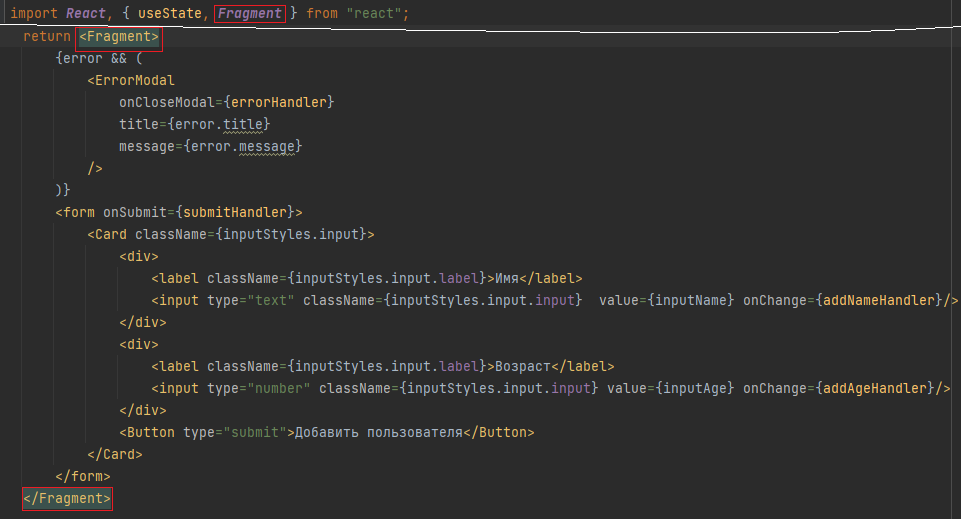 import React, { useState, Fragment } from "react";
return <Fragment>
{error && (
<ErrorModal
onCloseModal={errorHandler}
title={error.title}
message={error.message}
/>
)}
<form onSubmit={submitHandler}>
<Card className={inputStyles.input}>
<div>
<label className={inputStyles.input.label}>Имя</label>
<input type="text" className={inputStyles.input.input}  value={inputName} onChange={addNameHandler}/>
</div>
<div>
<label className={inputStyles.input.label}>Возраст</label>
<input type="number" className={inputStyles.input.input} value={inputAge} onChange={addAgeHandler}/>
</div>
<Button type="submit">Добавить пользователя</Button>
</Card>
</form>
</Fragment>